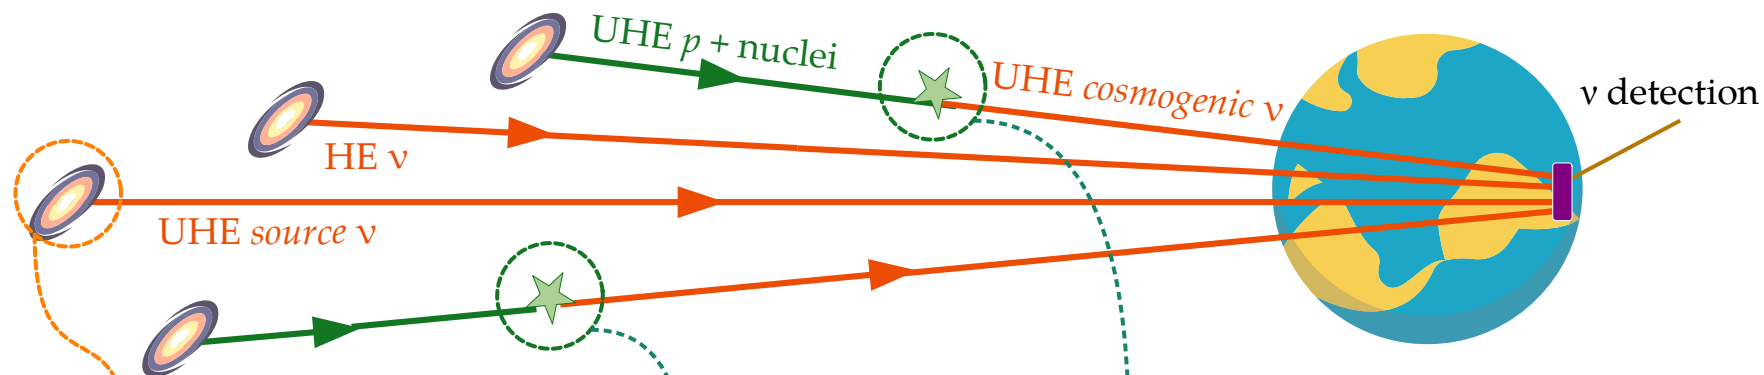 UHE p + nuclei
UHE cosmogenic ν
ν detection
HE ν
UHE source ν